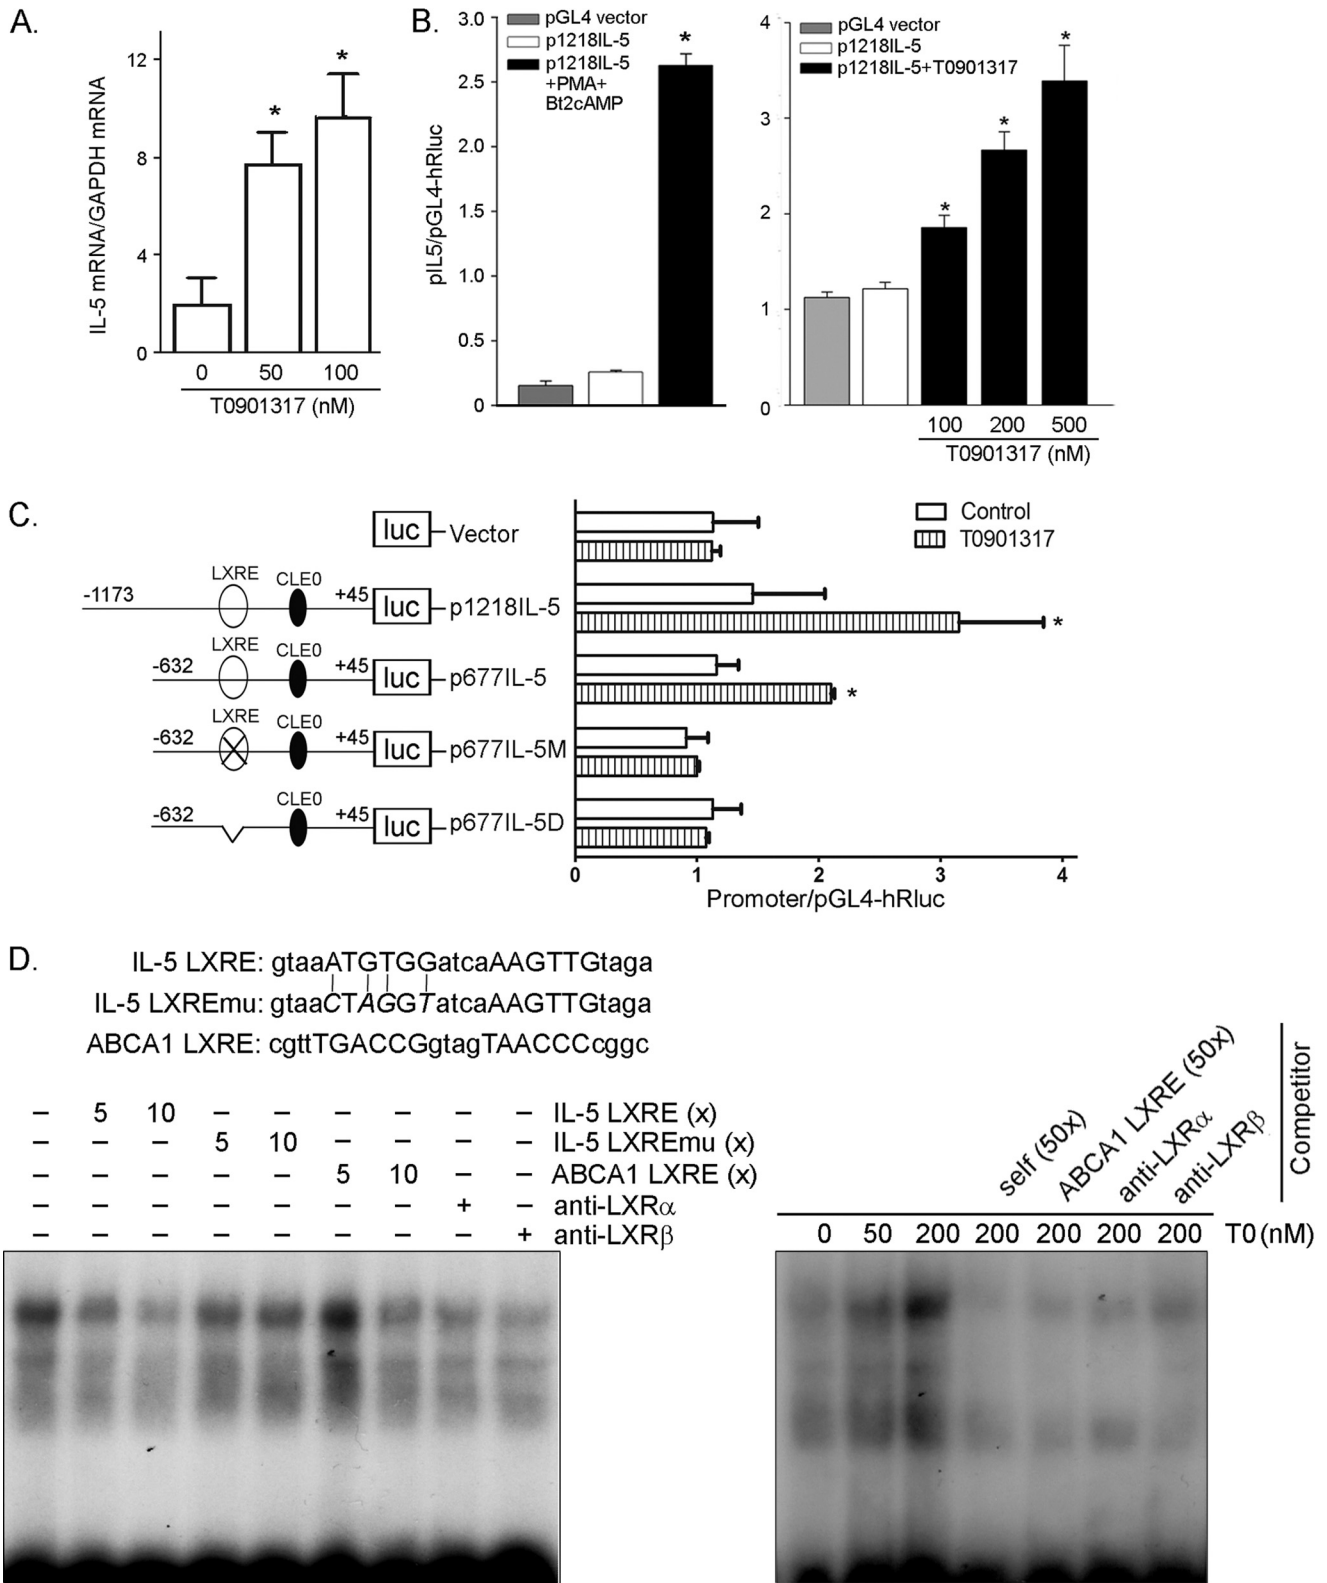 A.
IL-5 mRNA/GAPDH mRNA
12
8
4
0
*
*
0 50 100
T0901317 (nM)
B.
pIL5/pGL4-hRluc
3.0
2.5
2.0
1.5
1.0
0.5
0
pGL4 vector
p1218IL-5
p1218IL-5
+PMA+
Bt2cAMP
*
4
3
2
1
0
pGL4 vector
p1218IL-5
p1218IL-5+T0901317
*
*
*
100 200 500
T0901317 (nM)
C.
Control
T0901317
luc Vector
-1173 LXRE CLE0 +45 luc p1218IL-5
*
-632 LXRE CLE0 +45 luc p677IL-5
*
-632 LXRE CLE0 +45 luc p677IL-5M
-632 CLE0 +45 luc p677IL-5D
0 1 2 3 4
Promoter/pGL4-hRluc
D.
IL-5 LXRE: gtaaATGTGGatcaAAGTTGtaga
IL-5 LXREmu: gtaaCTAGGTatcaAAGTTGtaga
ABCA1 LXRE: cgttTGACCGgtagTAACCCcggc
– 5 10 – – – – – – IL-5 LXRE (x)
– – – 5 10 – – – – IL-5 LXREmu (x)
– – – – – 5 10 – – ABCA1 LXRE (x)
– – – – – – – + – anti-LXRα
– – – – – – – – + anti-LXRβ
self (50x)
ABCA1 LXRE (50x)
anti-LXRα
anti-LXRβ
Competitor
0 50 200 200 200 200 200 T0 (nM)